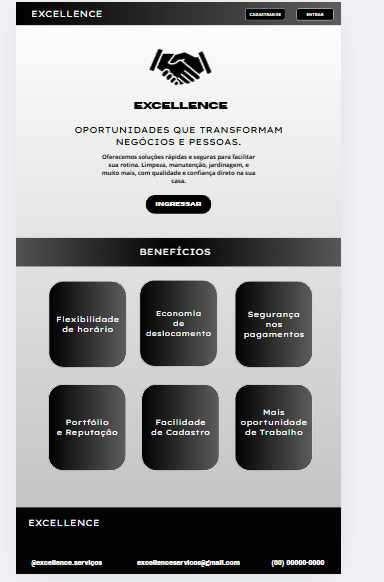 EXCELLENCE
CADASTRAR-SE
ENTRAR
EXCELLENCE
OPORTUNIDADES QUE TRANSFORMAM
NEGÓCIOS E PESSOAS.
Oferecemos soluções rápidas e seguras para facilitar
sua rotina. Limpeza, manutenção, jardinagem, e
muito mais, com qualidade e confiança direto na sua
casa.
INGRESSAR
BENEFÍCIOS
Flexibilidade
de horário
Economia
de
deslocamento
Segurança
nos
pagamentos
Portfólio
e Reputação
Facilidade
de Cadastro
Mais
oportunidade
de Trabalho
EXCELLENCE
@excellence.serviços
excellenceservicos@gmail.com
(00) 00000-0000